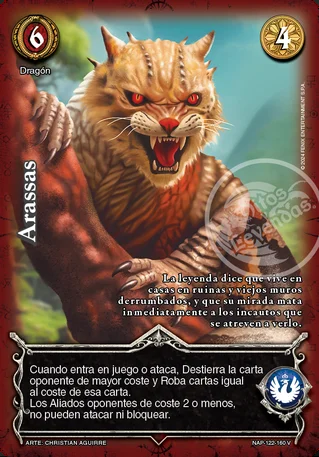 6
4
Dragón
© 2024 FENIX ENTERTAINMENT S.P.A.
Arassas
Mitos y
Leyendas.
La leyenda dice que vive en
casas en ruinas y viejos muros
derrumbados, y que su mirada mata
inmediatamente a los incautos que
se atreven a verlo.
Cuando entra en juego o ataca, Destierra la carta
oponente de mayor coste y Roba cartas igual
al coste de esa carta.
Los Aliados oponentes de coste 2 o menos,
no pueden atacar ni bloquear.
ARTE: CHRISTIAN AGUIRRE
NAP-122-160 V